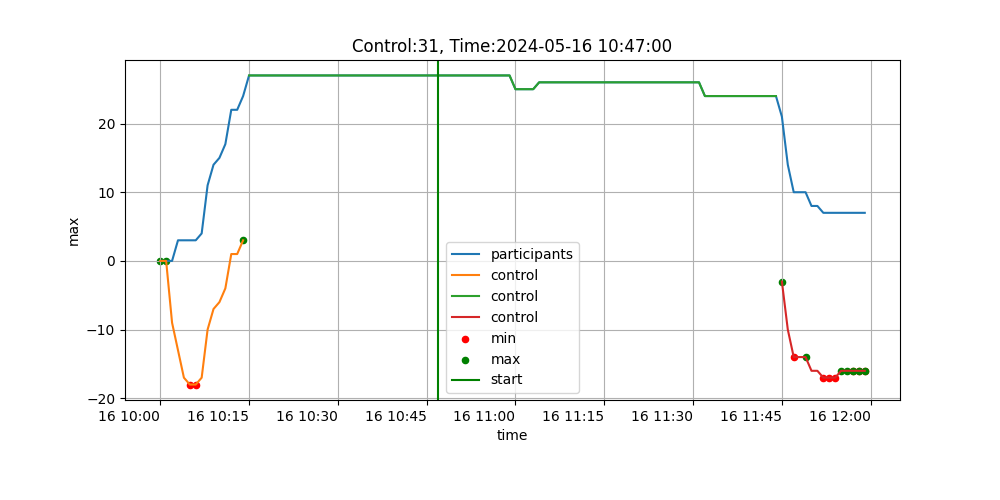 Control:31, Time:2024-05-16 10:47:00
max
20
10
0
−10
−20
participants
control
control
control
min
max
start
16 10:00 16 10:15 16 10:30 16 10:45 16 11:00 16 11:15 16 11:30 16 11:45 16 12:00
time